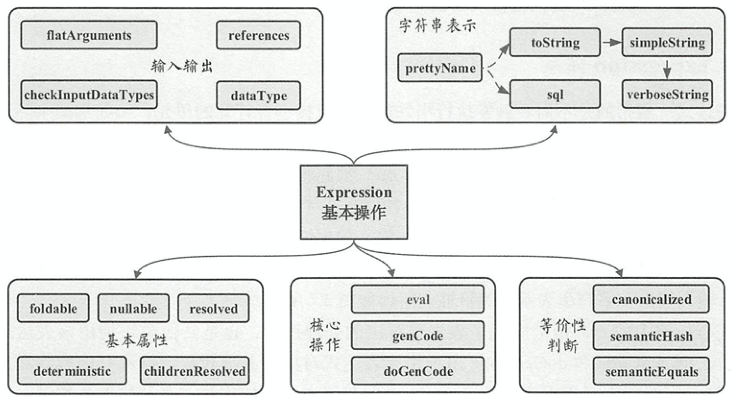 flatArguments
references
输入输出
checkInputDataTypes
dataType
字符串表示
prettyName
toString
simpleString
sql
verboseString
Expression
基本操作
foldable
nullable
resolved
基本属性
deterministic
childrenResolved
核心
操作
eval
genCode
doGenCode
等价性
判断
canonicalized
semanticHash
semanticEquals